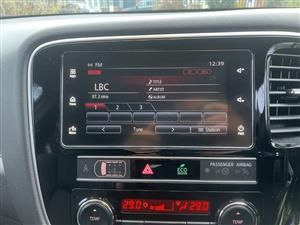 FM 12:39
TITLE
LBC
ARTIST
97.3 MHz
ALBUM
1 2 3
Tune
Station
PASSENGER AIRBAG
ECO
29.0 29.0
TEMP TEMP